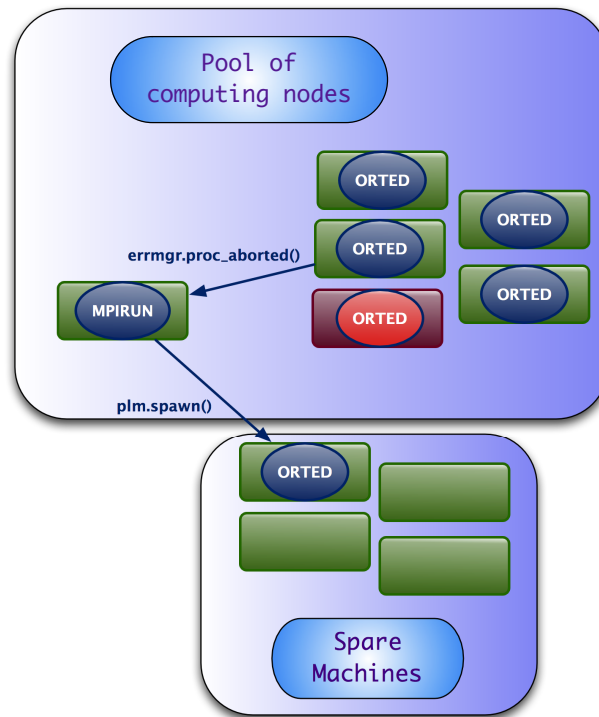 Pool of
computing nodes
ORTED
ORTED
errmgr.proc_aborted()
ORTED
MPIRUN
ORTED
ORTED
plm.spawn()
ORTED
Spare
Machines